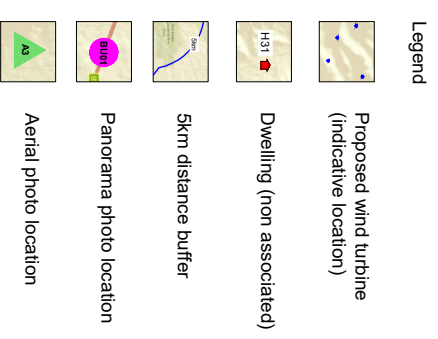 Legend
Proposed wind turbine
(indicative location)
H31
Dwelling (non associated)
5km
5km distance buffer
BU01
Panorama photo location
A3
Aerial photo location